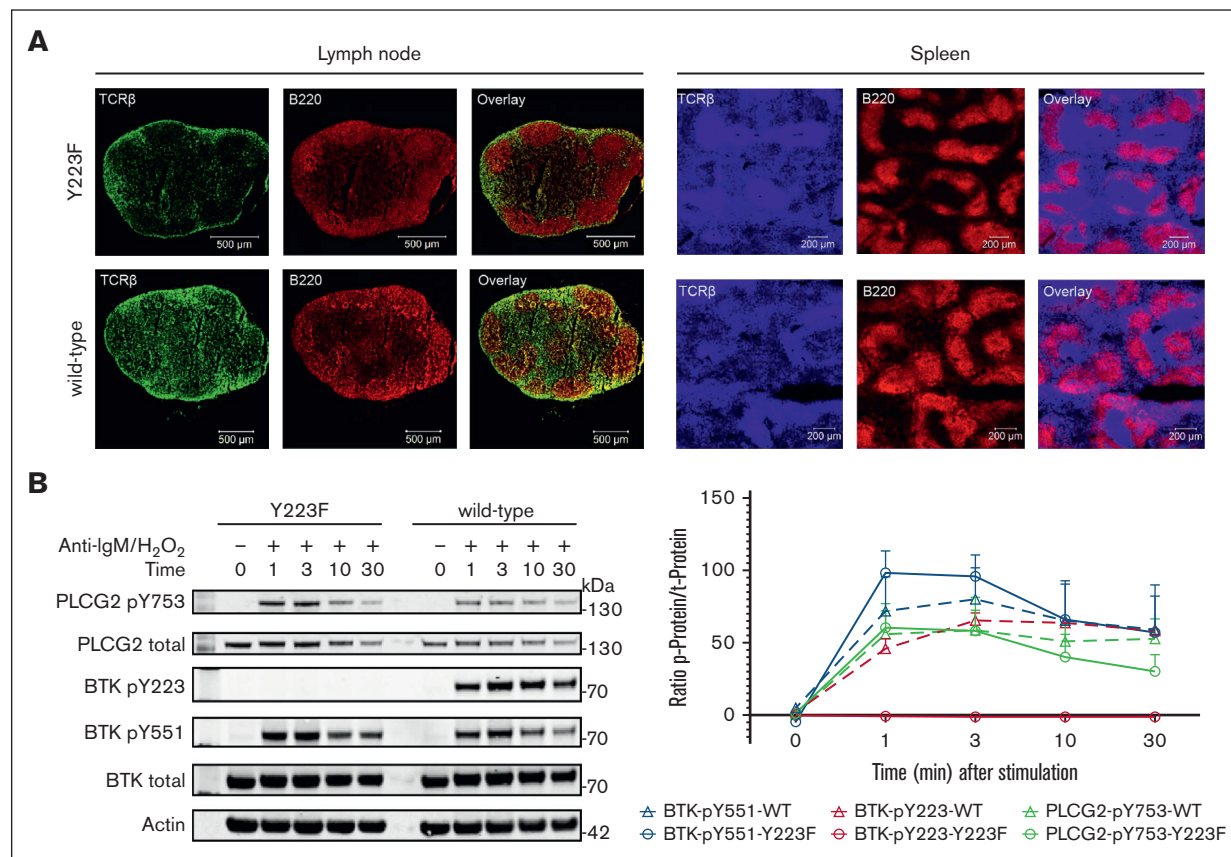 A
Lymph node
Spleen
Y223F
TCRβ
B220
Overlay
500 µm
500 µm
500 µm
TCRβ
B220
Overlay
200 µm
200 µm
200 µm
wild-type
TCRβ
B220
Overlay
500 µm
500 µm
500 µm
TCRβ
B220
Overlay
200 µm
200 µm
200 µm
B
Y223F wild-type
Anti-IgM/H₂O₂ – + + + + – + + + +
Time 0 1 3 10 30 0 1 3 10 30
kDa
PLCG2 pY753 -130
PLCG2 total -130
BTK pY223 -70
BTK pY551 -70
BTK total -70
Actin -42
Ratio p-Protein/t-Protein
150
100
50
0
0 1 3 10 30
Time (min) after stimulation
BTK-pY551-WT BTK-pY223-WT PLCG2-pY753-WT
BTK-pY551-Y223F BTK-pY223-Y223F PLCG2-pY753-Y223F